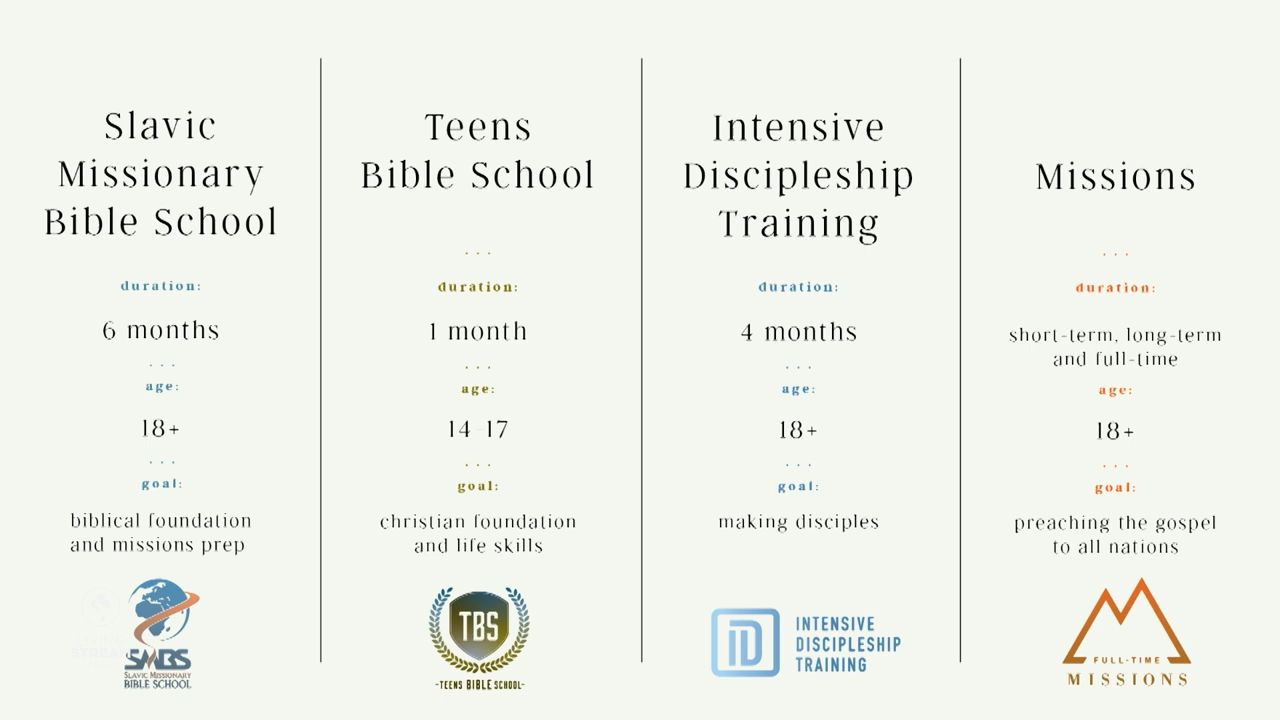 Slavic
Missionary
Bible School
duration:
6 months
...
age:
18+
...
goal:
biblical foundation
and missions prep
SMBS
SLAVIC MISSIONARY
BIBLE SCHOOL
Teens
Bible School
...
duration:
1 month
...
age:
14-17
...
goal:
christian foundation
and life skills
TBS
-TEENS BIBLE SCHOOL-
Intensive
Discipleship
Training
duration:
4 months
...
age:
18+
...
goal:
making disciples
ID
INTENSIVE
DISCIPLESHIP
TRAINING
Missions
...
duration:
short-term, long-term
and full-time
age:
18+
...
goal:
preaching the gospel
to all nations
FULL-TIME
MISSIONS